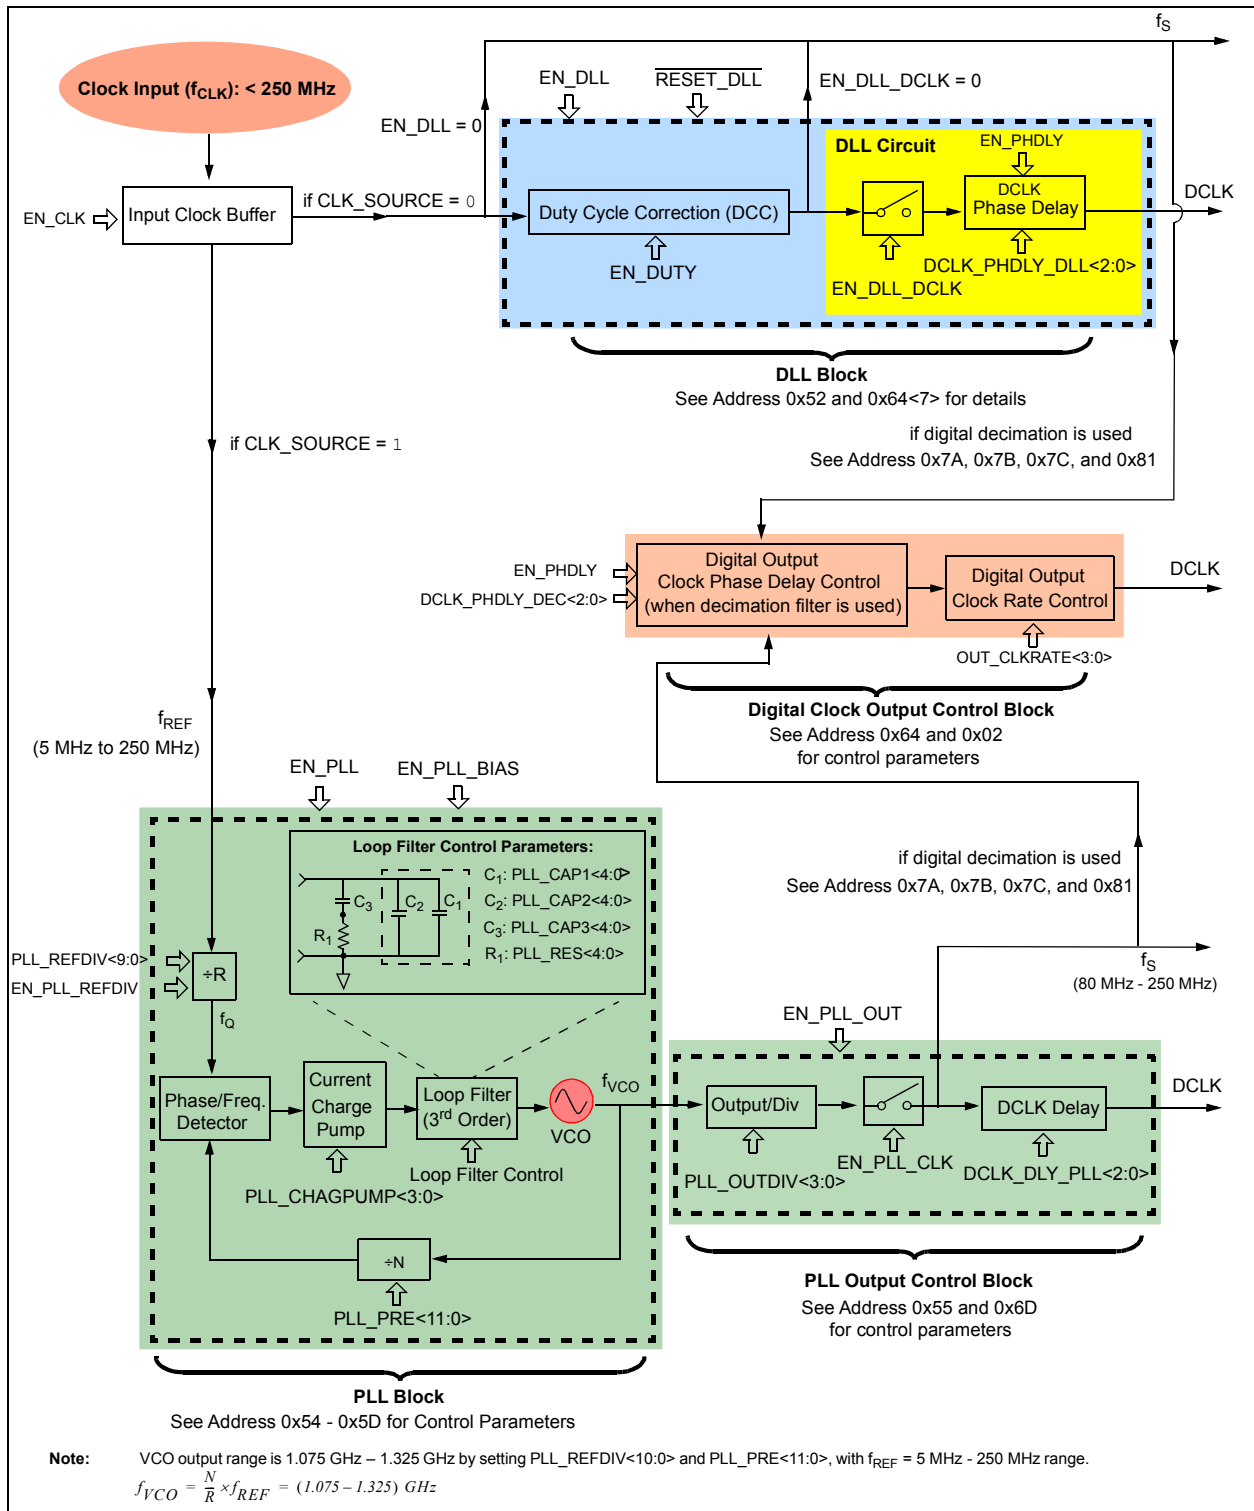 f_S
Clock Input (f_CLK): < 250 MHz
EN_DLL
RESET_DLL
EN_DLL_DCLK = 0
EN_DLL = 0
DLL Circuit
EN_PHDLY
DCLK
EN_CLK
Input Clock Buffer
if CLK_SOURCE = 0
Duty Cycle Correction (DCC)
DCLK
Phase Delay
EN_DUTY
EN_DLL_DCLK
DCLK_PHDLY_DLL<2:0>
DLL Block
See Address 0x52 and 0x64<7> for details
if CLK_SOURCE = 1
if digital decimation is used
See Address 0x7A, 0x7B, 0x7C, and 0x81
EN_PHDLY
DCLK_PHDLY_DEC<2:0>
Digital Output
Clock Phase Delay Control
(when decimation filter is used)
Digital Output
Clock Rate Control
DCLK
OUT_CLKRATE<3:0>
Digital Clock Output Control Block
See Address 0x64 and 0x02
for control parameters
f_REF
(5 MHz to 250 MHz)
EN_PLL
EN_PLL_BIAS
Loop Filter Control Parameters:
C1: PLL_CAP1<4:0>
C2: PLL_CAP2<4:0>
C3: PLL_CAP3<4:0>
R1: PLL_RES<4:0>
C3
C2
C1
R1
if digital decimation is used
See Address 0x7A, 0x7B, 0x7C, and 0x81
PLL_REFDIV<9:0>
EN_PLL_REFDIV
÷R
f_Q
f_S
(80 MHz - 250 MHz)
EN_PLL_OUT
Phase/Freq.
Detector
Current
Charge
Pump
Loop Filter
(3rd Order)
f_VCO
VCO
Output/Div
DCLK Delay
DCLK
Loop Filter Control
PLL_CHAGPUMP<3:0>
PLL_OUTDIV<3:0>
EN_PLL_CLK
DCLK_DLY_PLL<2:0>
÷N
PLL_PRE<11:0>
PLL Output Control Block
See Address 0x55 and 0x6D
for control parameters
PLL Block
See Address 0x54 - 0x5D for Control Parameters
Note: VCO output range is 1.075 GHz – 1.325 GHz by setting PLL_REFDIV<10:0> and PLL_PRE<11:0>, with f_REF = 5 MHz - 250 MHz range.
f_VCO = N/R × f_REF = (1.075 – 1.325) GHz